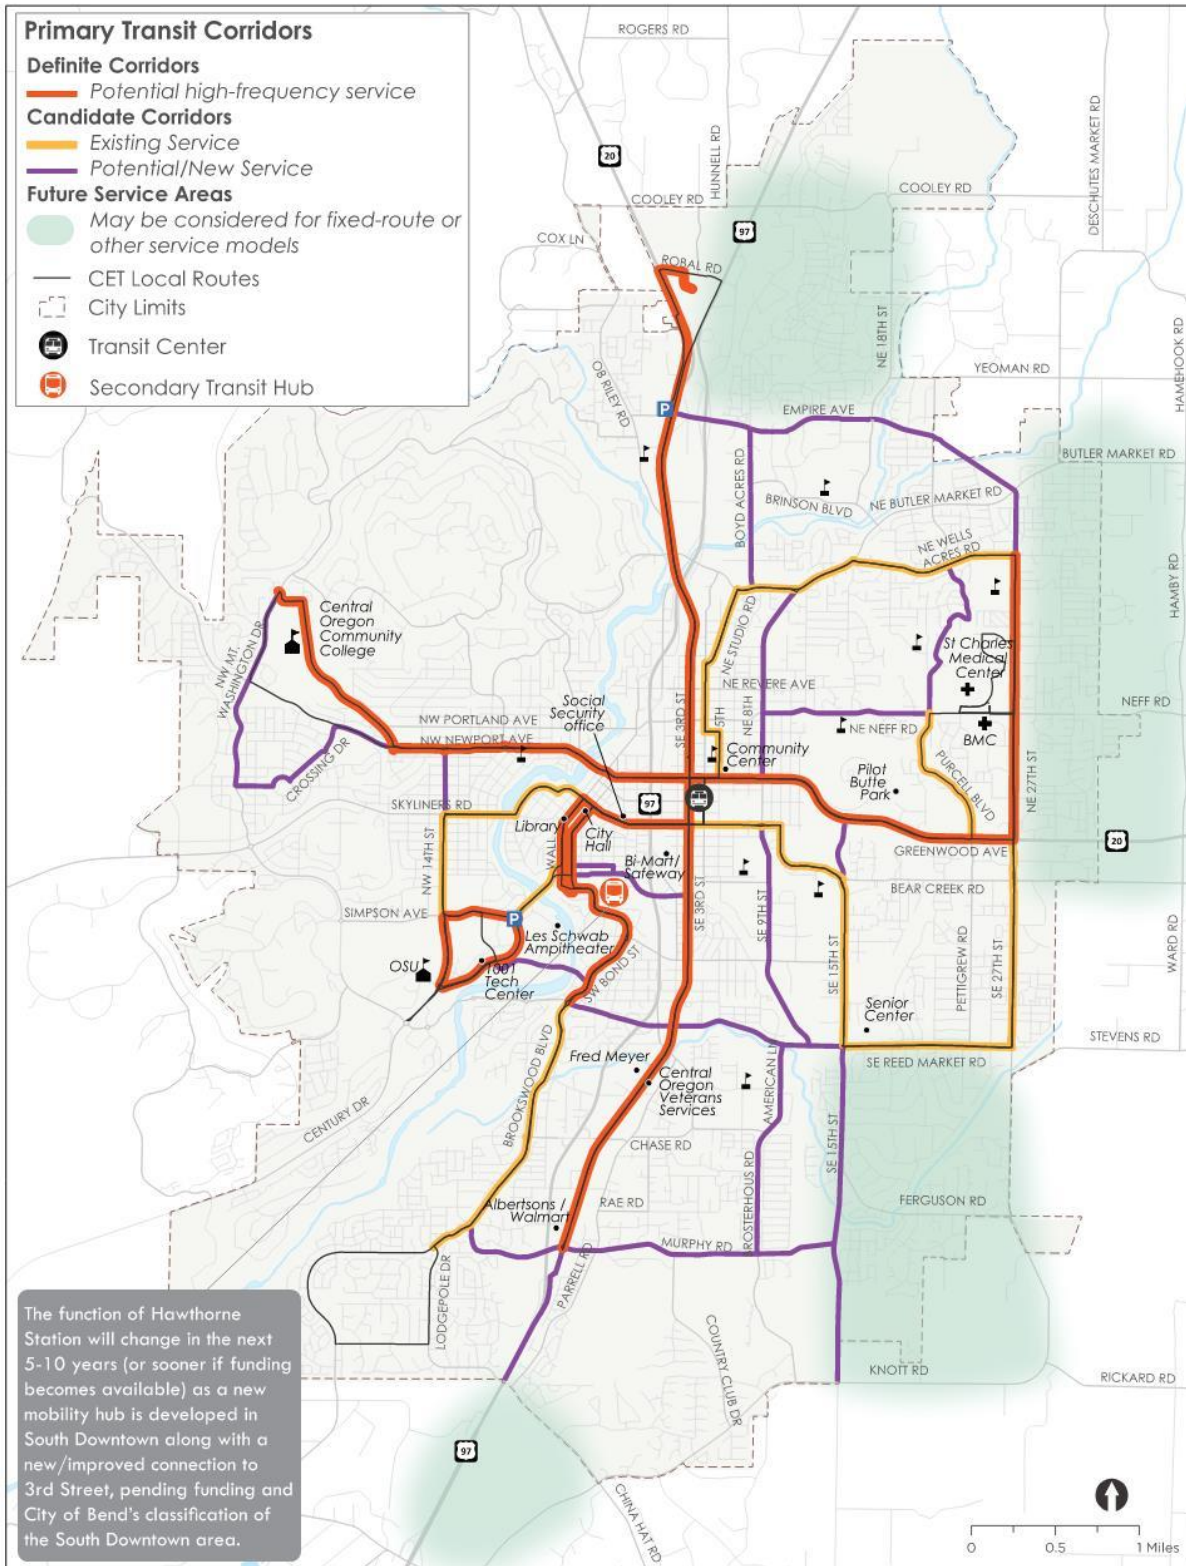 Primary Transit Corridors
Definite Corridors
Potential high-frequency service
Candidate Corridors
Existing Service
Potential/New Service
Future Service Areas
May be considered for fixed-route or
other service models
CET Local Routes
City Limits
Transit Center
Secondary Transit Hub
ROGERS RD
20
HUNNELL RD
DESCHUTES MARKET RD
COOLEY RD
COOLEY RD
97
COX LN
ROBAL RD
NE 18TH ST
HAMEHOOK RD
OB RILEY RD
YEOMAN RD
P
EMPIRE AVE
BUTLER MARKET RD
BOYD ACRES RD
BRINSON BLVD
NE BUTLER MARKET RD
NE WELLS
ACRES RD
HAMBY RD
Central
Oregon
Community
College
NW MT.
WASHINGTON DR
NE STUDIO RD
St Charles
Medical
Center
NE REVERE AVE
Social
Security
office
SE 3RD ST
5TH
NE 8TH
NEFF RD
NW PORTLAND AVE
NW NEWPORT AVE
NE NEFF RD
BMC
CROSSING DR
Community
Center
Pilot
Butte
Park
PURCELL BLVD
NE 27TH ST
97
SKYLINERS RD
Library
City
Hall
20
GREENWOOD AVE
NW 14TH ST
WALL
Bi-Mart/
Safeway
BEAR CREEK RD
SIMPSON AVE
P
SE 3RD ST
SE 9TH ST
SE 15TH ST
PETTIGREW RD
SE 27TH ST
WARD RD
Les Schwab
Ampitheater
OSU
1001
Tech
Center
SW BOND ST
Senior
Center
STEVENS RD
SE REED MARKET RD
BROOKSWOOD BLVD
Fred Meyer
Central
Oregon
Veterans
Services
AMERICAN LN
CENTURY DR
CHASE RD
SE 15TH ST
BROSTERHOUS RD
RAE RD
FERGUSON RD
Albertsons /
Walmart
MURPHY RD
PARRELL RD
LODGEPOLE DR
COUNTRY CLUB DR
KNOTT RD
RICKARD RD
97
CHINA HAT RD
The function of Hawthorne
Station will change in the next
5-10 years (or sooner if funding
becomes available) as a new
mobility hub is developed in
South Downtown along with a
new/improved connection to
3rd Street, pending funding and
City of Bend's classification of
the South Downtown area.
0 0.5 1 Miles